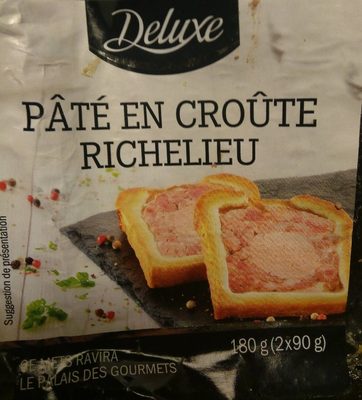 Deluxe
PÂTÉ EN CROÛTE
RICHELIEU
Suggestion de présentation
180 g (2x90 g)
CE METS RAVIRA
LE PALAIS DES GOURMETS